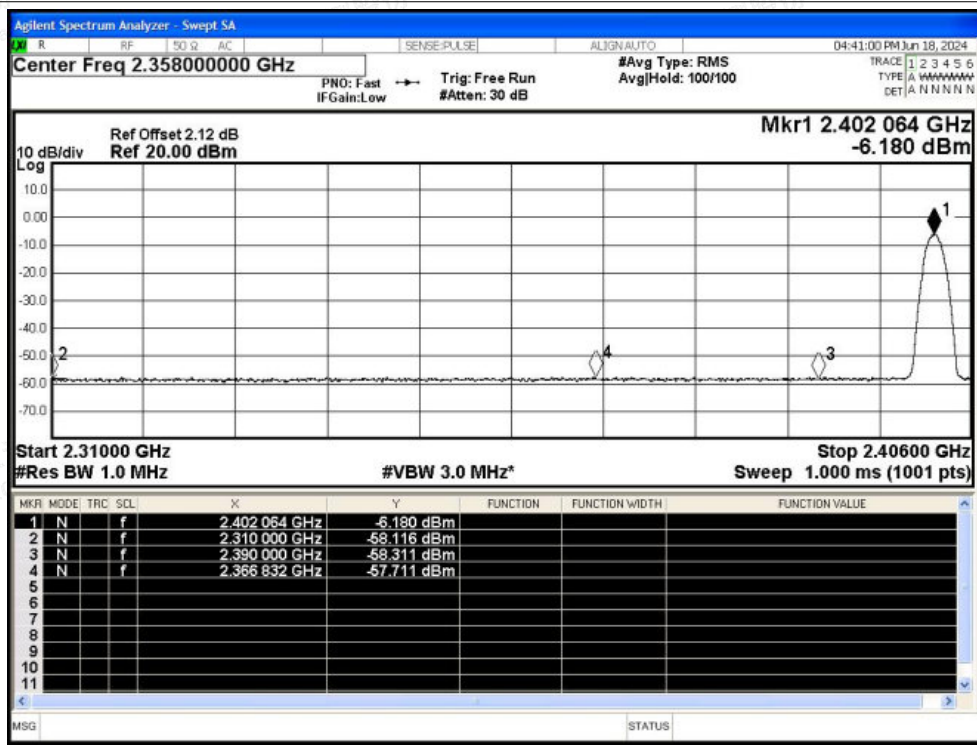 Agilent Spectrum Analyzer - Swept SA
LXI R RF 50 Ω AC SENSE:PULSE ALIGNAUTO 04:41:00 PM Jun 18, 2024
Center Freq 2.358000000 GHz
PNO: Fast
IFGain:Low
Trig: Free Run
#Atten: 30 dB
#Avg Type: RMS
Avg|Hold: 100/100
TRACE 1 2 3 4 5 6
TYPE A WWWWW
DET A N N N N N
Ref Offset 2.12 dB
10 dB/div Ref 20.00 dBm
Log
Mkr1 2.402 064 GHz
-6.180 dBm
10.0
0.00
-10.0
-20.0
-30.0
-40.0
-50.0
-60.0
-70.0
1
2
4
3
Start 2.31000 GHz Stop 2.40600 GHz
#Res BW 1.0 MHz #VBW 3.0 MHz* Sweep 1.000 ms (1001 pts)
MKR MODE TRC SCL X Y FUNCTION FUNCTION WIDTH FUNCTION VALUE
1 N f 2.402 064 GHz -6.180 dBm
2 N f 2.310 000 GHz -58.116 dBm
3 N f 2.390 000 GHz -58.311 dBm
4 N f 2.366 832 GHz -57.711 dBm
5
6
7
8
9
10
11
MSG STATUS